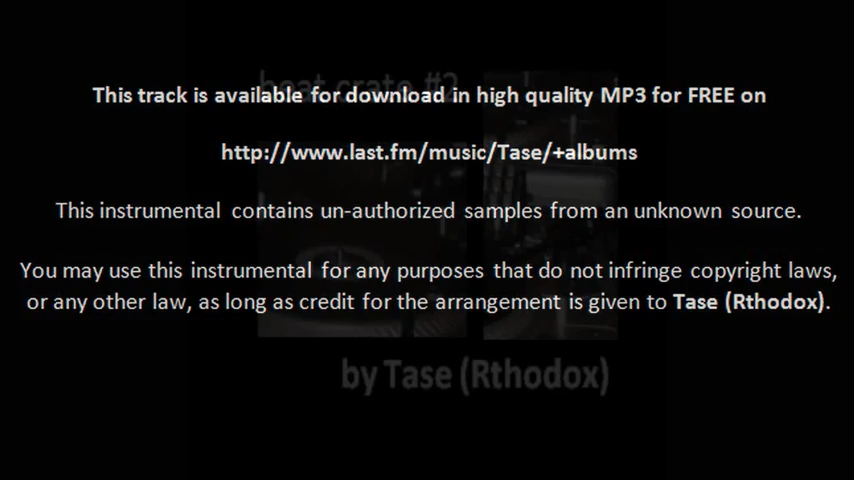 beat crate #2
This track is available for download in high quality MP3 for FREE on
http://www.last.fm/music/Tase/+albums
This instrumental contains un-authorized samples from an unknown source.
You may use this instrumental for any purposes that do not infringe copyright laws,
or any other law, as long as credit for the arrangement is given to Tase (Rthodox).
by Tase (Rthodox)